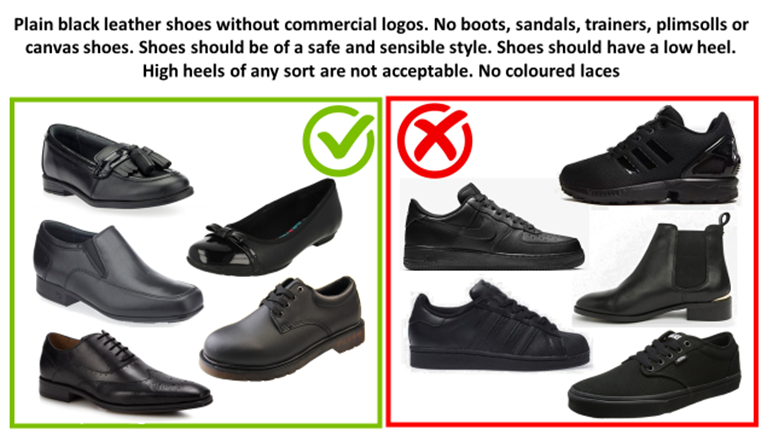 Plain black leather shoes without commercial logos. No boots, sandals, trainers, plimsolls or
canvas shoes. Shoes should be of a safe and sensible style. Shoes should have a low heel.
High heels of any sort are not acceptable. No coloured laces